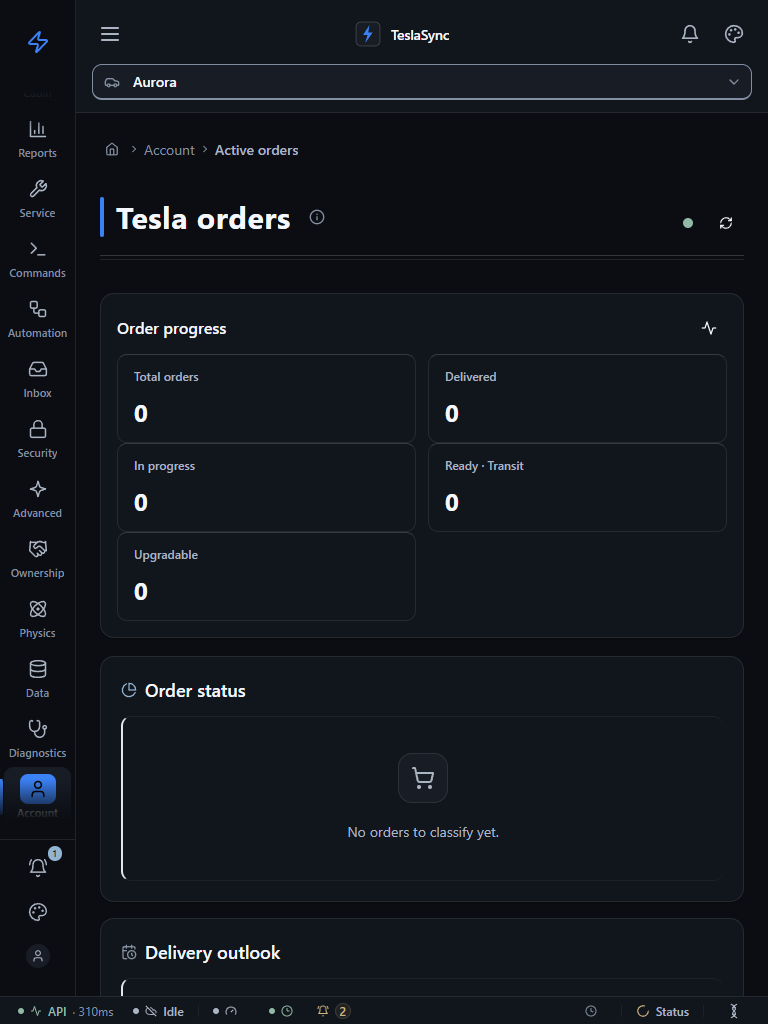 TeslaSync
Aurora
Account
Active orders
Reports
Service
Commands
Automation
Inbox
Security
Advanced
Ownership
Physics
Data
Diagnostics
Account
1
Tesla orders
Order progress
Total orders
0
Delivered
0
In progress
0
Ready · Transit
0
Upgradable
0
Order status
No orders to classify yet.
Delivery outlook
API · 310ms
Idle
2
Status